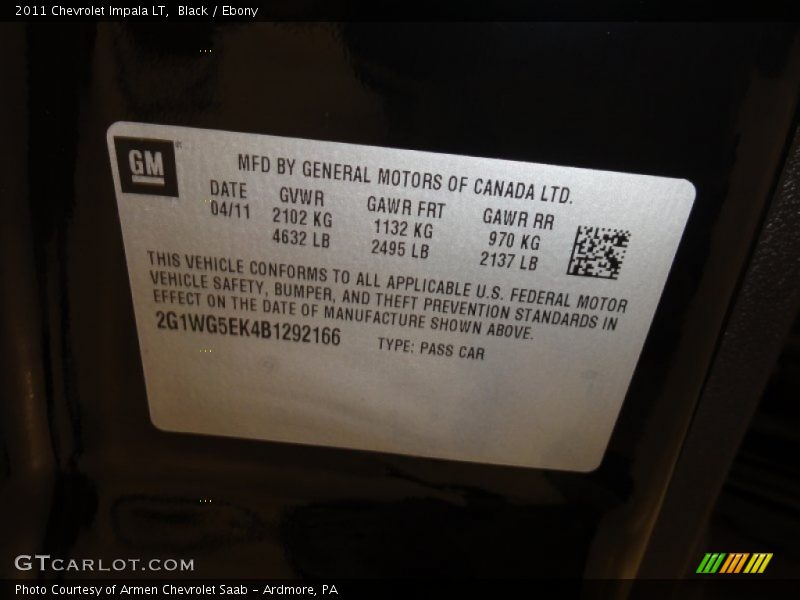 2011 Chevrolet Impala LT,  Black / Ebony
GM
MFD BY GENERAL MOTORS OF CANADA LTD.
DATE GVWR GAWR FRT GAWR RR
04/11 2102 KG 1132 KG 970 KG
4632 LB 2495 LB 2137 LB
THIS VEHICLE CONFORMS TO ALL APPLICABLE U.S. FEDERAL MOTOR
VEHICLE SAFETY, BUMPER, AND THEFT PREVENTION STANDARDS IN
EFFECT ON THE DATE OF MANUFACTURE SHOWN ABOVE.
2G1WG5EK4B1292166 TYPE: PASS CAR
GTCARLOT.COM
Photo Courtesy of Armen Chevrolet Saab - Ardmore, PA